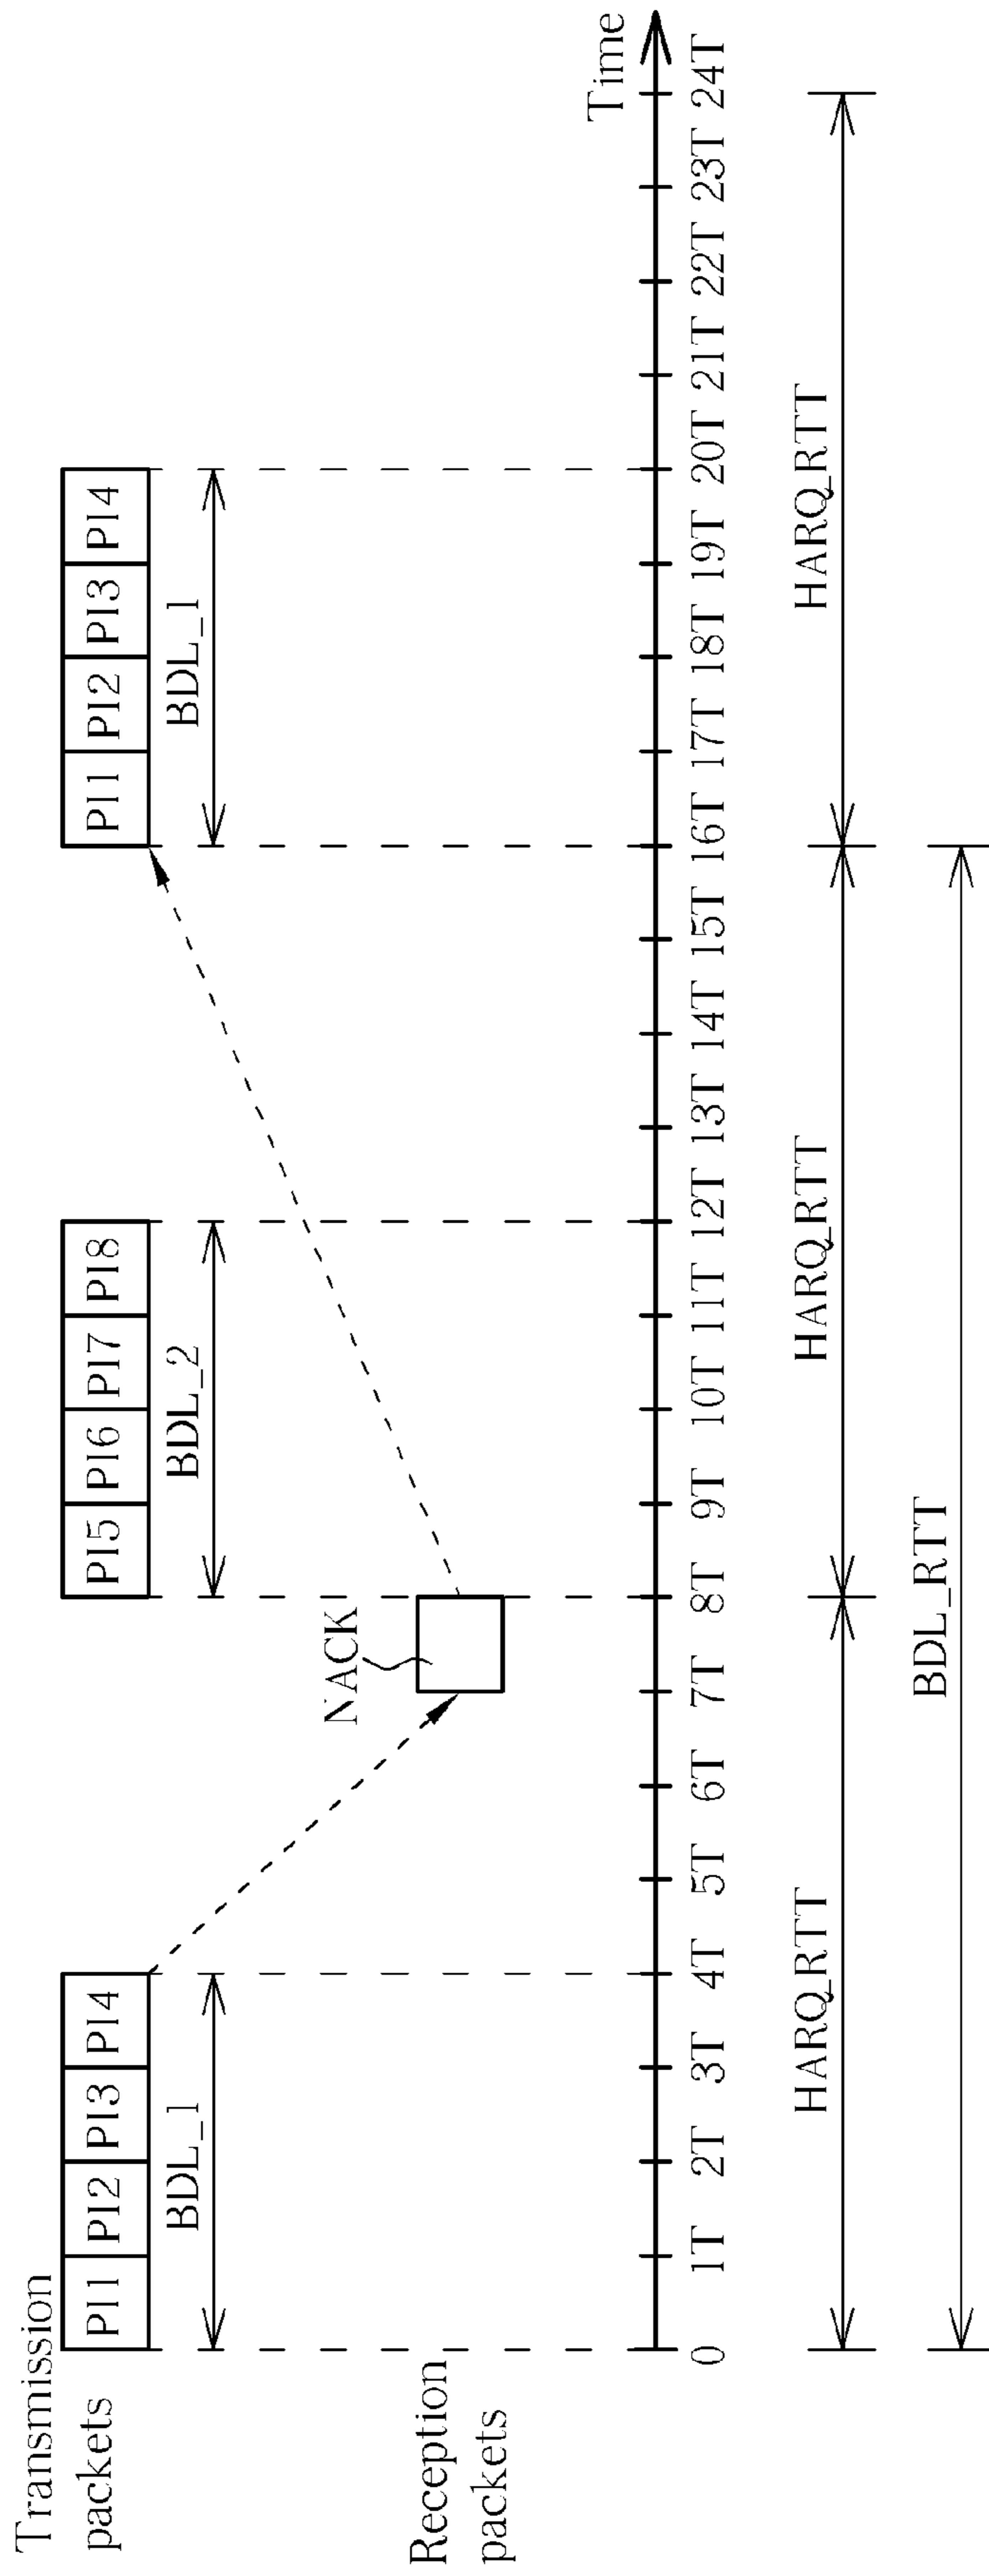 Transmission
packets
PI1 PI2 PI3 PI4
PI5 PI6 PI7 PI8
PI1 PI2 PI3 PI4
BDL_1
BDL_2
BDL_1
NACK
Reception
packets
Time
0 1T 2T 3T 4T 5T 6T 7T 8T 9T 10T 11T 12T 13T 14T 15T 16T 17T 18T 19T 20T 21T 22T 23T 24T
HARQ_RTT
HARQ_RTT
HARQ_RTT
BDL_RTT